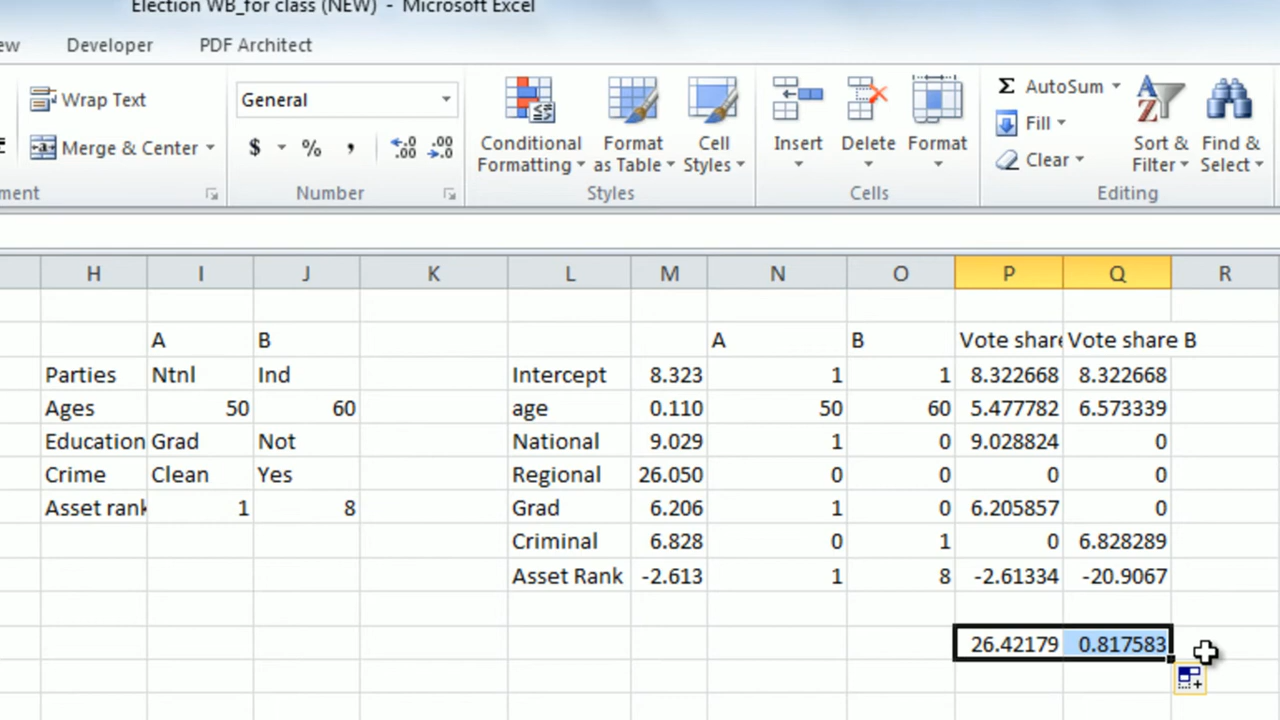 Election WB_for class (NEW) - Microsoft Excel
ew Developer PDF Architect
Wrap Text General Σ AutoSum
Merge & Center $ % , .00 .00 Conditional Formatting Format as Table Cell Styles Insert Delete Format Fill Clear Sort & Filter Find & Select
ment Number Styles Cells Editing
H I J K L M N O P Q R
A B A B Vote share Vote share B
Parties Ntnl Ind Intercept 8.323 1 1 8.322668 8.322668
Ages 50 60 age 0.110 50 60 5.477782 6.573339
Education Grad Not National 9.029 1 0 9.028824 0
Crime Clean Yes Regional 26.050 0 0 0 0
Asset rank 1 8 Grad 6.206 1 0 6.205857 0
Criminal 6.828 0 1 0 6.828289
Asset Rank -2.613 1 8 -2.61334 -20.9067
26.42179 0.817583